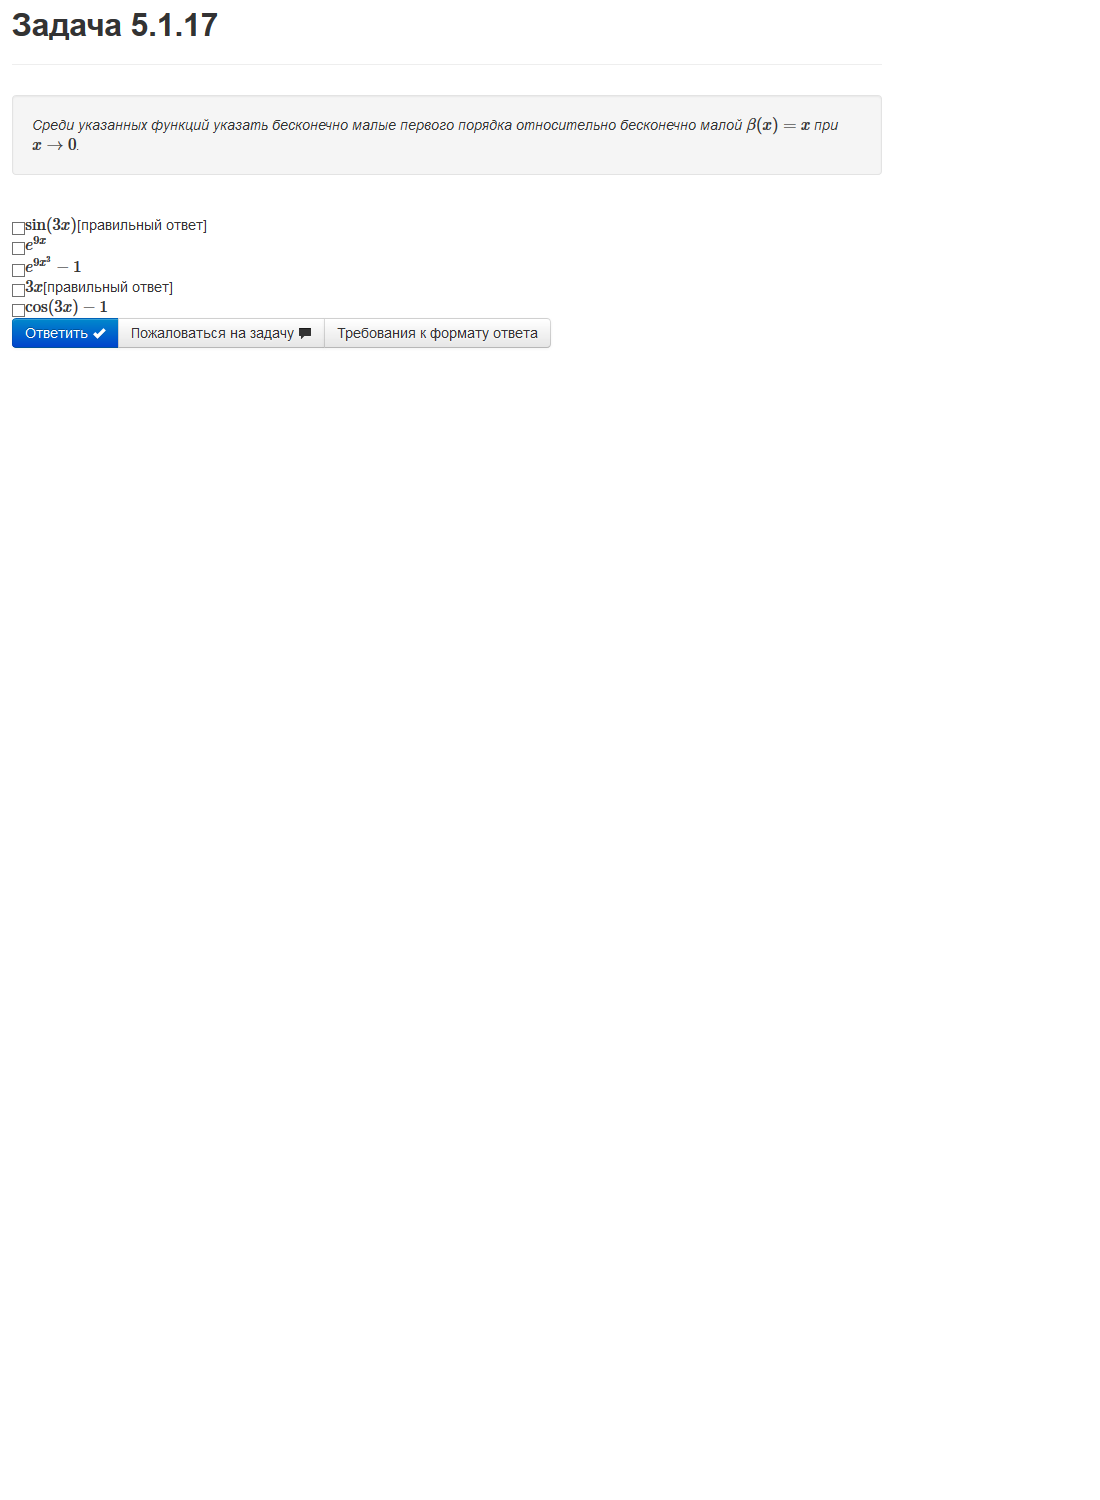 Задача 5.1.17
Среди указанных функций указать бесконечно малые первого порядка относительно бесконечно малой β(x) = x при
x → 0.
sin(3x)[правильный ответ]
e^{9x}
e^{9x^3} − 1
3x[правильный ответ]
cos(3x) − 1
Ответить Пожаловаться на задачу Требования к формату ответа